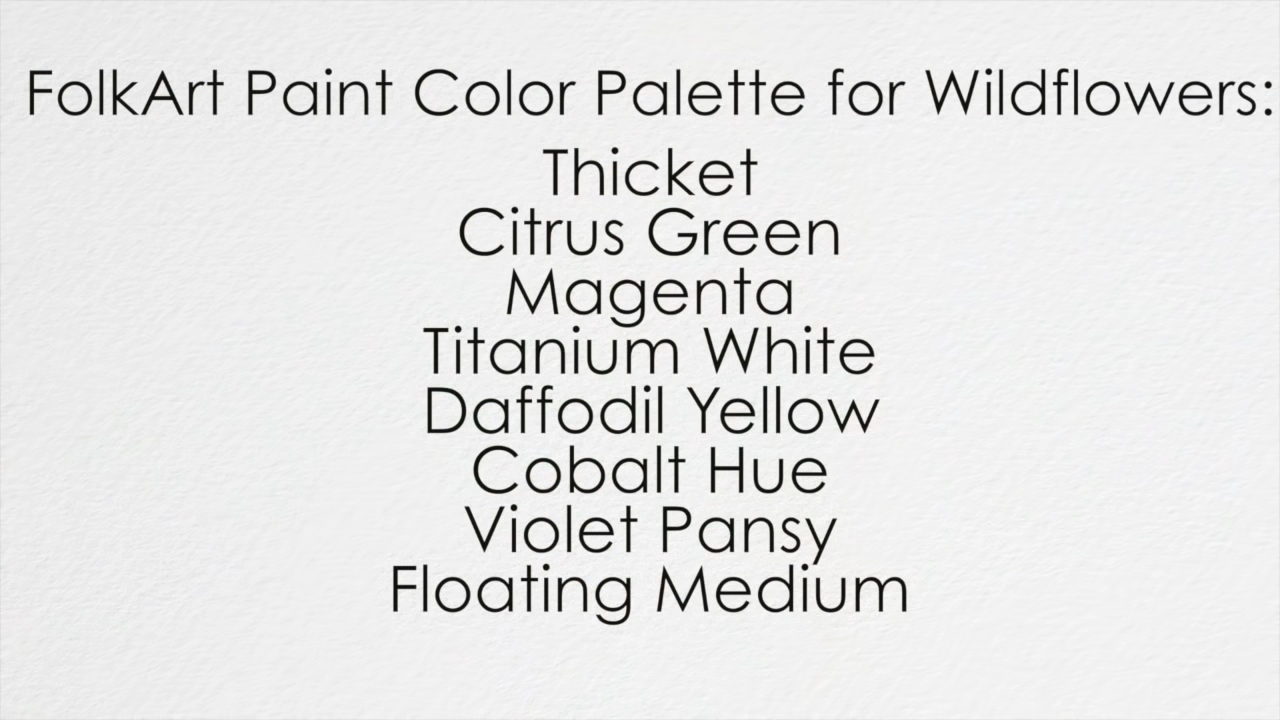 FolkArt Paint Color Palette for Wildflowers:
Thicket
Citrus Green
Magenta
Titanium White
Daffodil Yellow
Cobalt Hue
Violet Pansy
Floating Medium